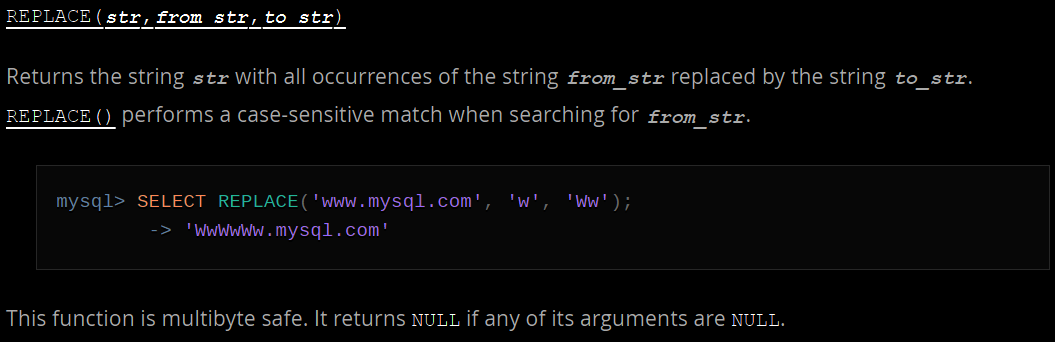 REPLACE(str,from_str,to_str)
Returns the string str with all occurrences of the string from_str replaced by the string to_str.
REPLACE() performs a case-sensitive match when searching for from_str.
mysql> SELECT REPLACE('www.mysql.com', 'w', 'Ww');
-> 'WwWwWw.mysql.com'
This function is multibyte safe. It returns NULL if any of its arguments are NULL.